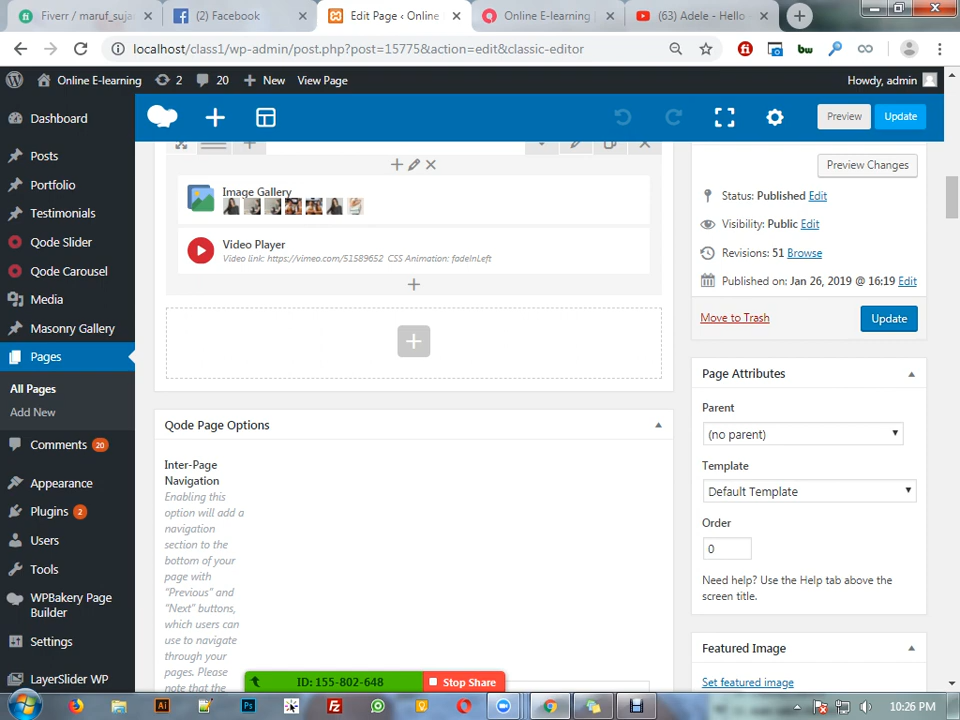 Fiverr / maruf_suja
(2) Facebook
Edit Page ‹ Online
Online E-learning
(63) Adele - Hello -
localhost/class1/wp-admin/post.php?post=15775&action=edit&classic-editor
Online E-learning
2
20
New
View Page
Howdy, admin
Preview
Update
Dashboard
Posts
Portfolio
Testimonials
Qode Slider
Qode Carousel
Media
Masonry Gallery
Pages
All Pages
Add New
Comments 20
Appearance
Plugins 2
Users
Tools
WPBakery Page
Builder
Settings
LayerSlider WP
Image Gallery
Video Player
Video link: https://vimeo.com/51589652 CSS Animation: fadeInLeft
Qode Page Options
Inter-Page
Navigation
Enabling this
option will add a
navigation
section to the
bottom of your
page with
"Previous" and
"Next" buttons,
which users can
use to navigate
through your
pages. Please
note that the
Preview Changes
Status: Published Edit
Visibility: Public Edit
Revisions: 51 Browse
Published on: Jan 26, 2019 @ 16:19 Edit
Move to Trash
Update
Page Attributes
Parent
(no parent)
Template
Default Template
Order
0
Need help? Use the Help tab above the
screen title.
Featured Image
Set featured image
ID: 155-802-648
Stop Share
10:26 PM